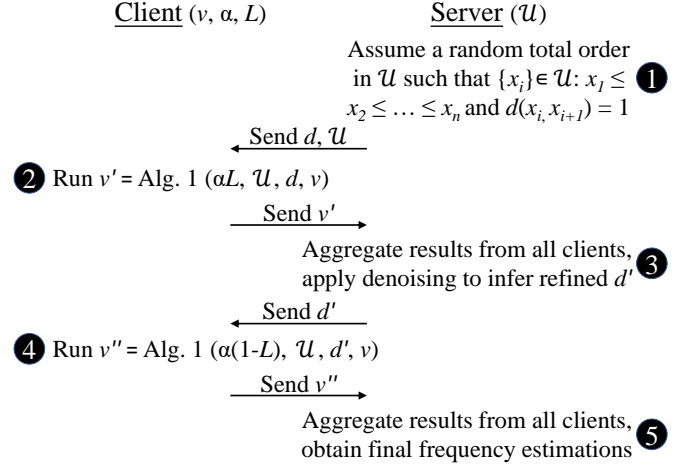 Client (v, α, L) Server (𝒰)
Assume a random total order
in 𝒰 such that {xᵢ}∈ 𝒰: x₁ ≤ 1
x₂ ≤ … ≤ xₙ and d(xᵢ, xᵢ₊₁) = 1
Send d, 𝒰
2 Run v' = Alg. 1 (αL, 𝒰, d, v)
Send v'
Aggregate results from all clients,
apply denoising to infer refined d' 3
Send d'
4 Run v'' = Alg. 1 (α(1-L), 𝒰, d', v)
Send v''
Aggregate results from all clients,
obtain final frequency estimations 5